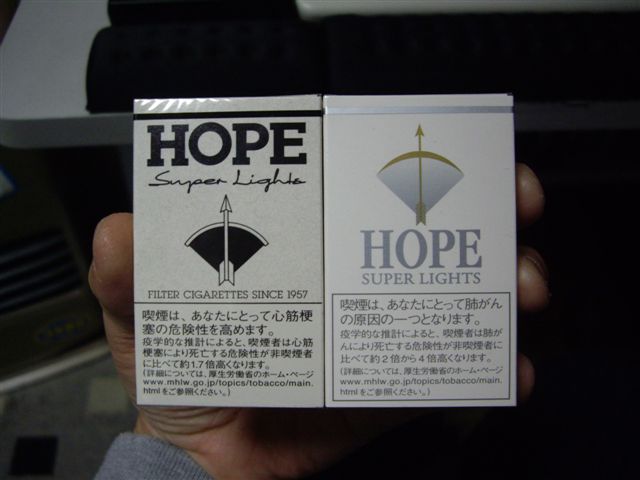 HOPE
Super Lights
FILTER CIGARETTES SINCE 1957
喫煙は、あなたにとって心筋梗
塞の危険性を高めます。
疫学的な推計によると、喫煙者は心筋
梗塞により死亡する危険性が非喫煙者
に比べて約1.7倍高くなります。
(詳細については、厚生労働省のホーム・ページ
www.mhlw.go.jp/topics/tobacco/main.
htmlをご参照ください。)
HOPE
SUPER LIGHTS
喫煙は、あなたにとって肺がん
の原因の一つとなります。
疫学的な推計によると、喫煙者は肺が
んにより死亡する危険性が非喫煙者
に比べて約2倍から4倍高くなります。
(詳細については、厚生労働省のホーム・ページ
www.mhlw.go.jp/topics/tobacco/main.
htmlをご参照ください。)